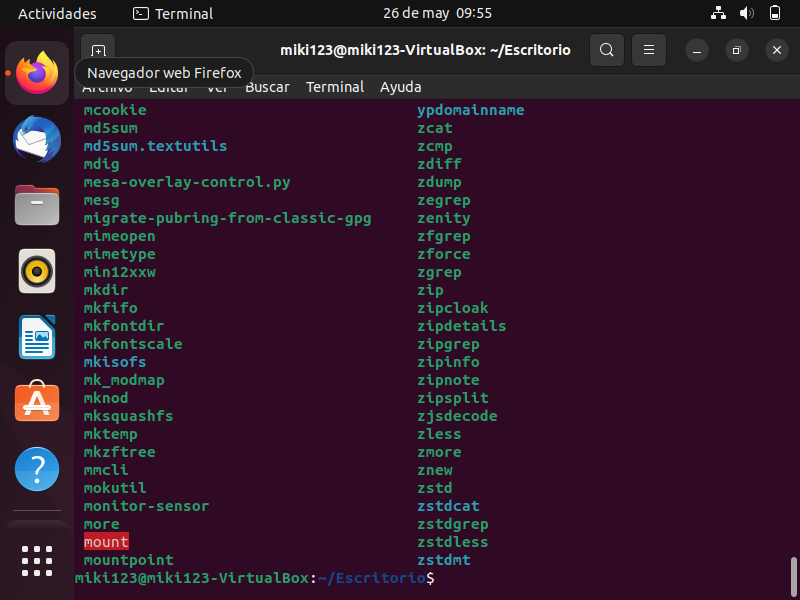 Actividades Terminal 26 de may 09:55
miki123@miki123-VirtualBox: ~/Escritorio
Navegador web Firefox
Archivo Editar Ver Buscar Terminal Ayuda
mcookie ypdomainname
md5sum zcat
md5sum.textutils zcmp
mdig zdiff
mesa-overlay-control.py zdump
mesg zegrep
migrate-pubring-from-classic-gpg zenity
mimeopen zfgrep
mimetype zforce
min12xxw zgrep
mkdir zip
mkfifo zipcloak
mkfontdir zipdetails
mkfontscale zipgrep
mkisofs zipinfo
mk_modmap zipnote
mknod zipsplit
mksquashfs zjsdecode
mktemp zless
mkzftree zmore
mmcli znew
mokutil zstd
monitor-sensor zstdcat
more zstdgrep
mount zstdless
mountpoint zstdmt
miki123@miki123-VirtualBox:~/Escritorio$